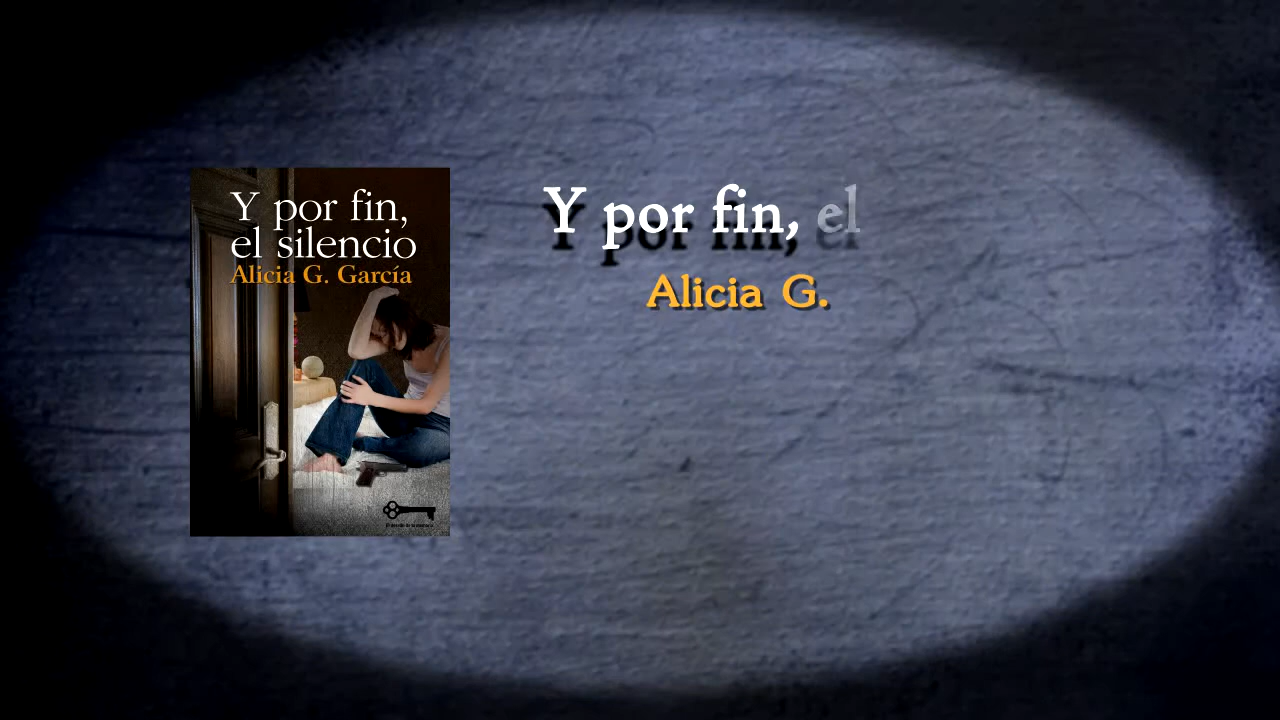 Y por fin,
el silencio
Alicia G. García
Y por fin, el
Alicia G.